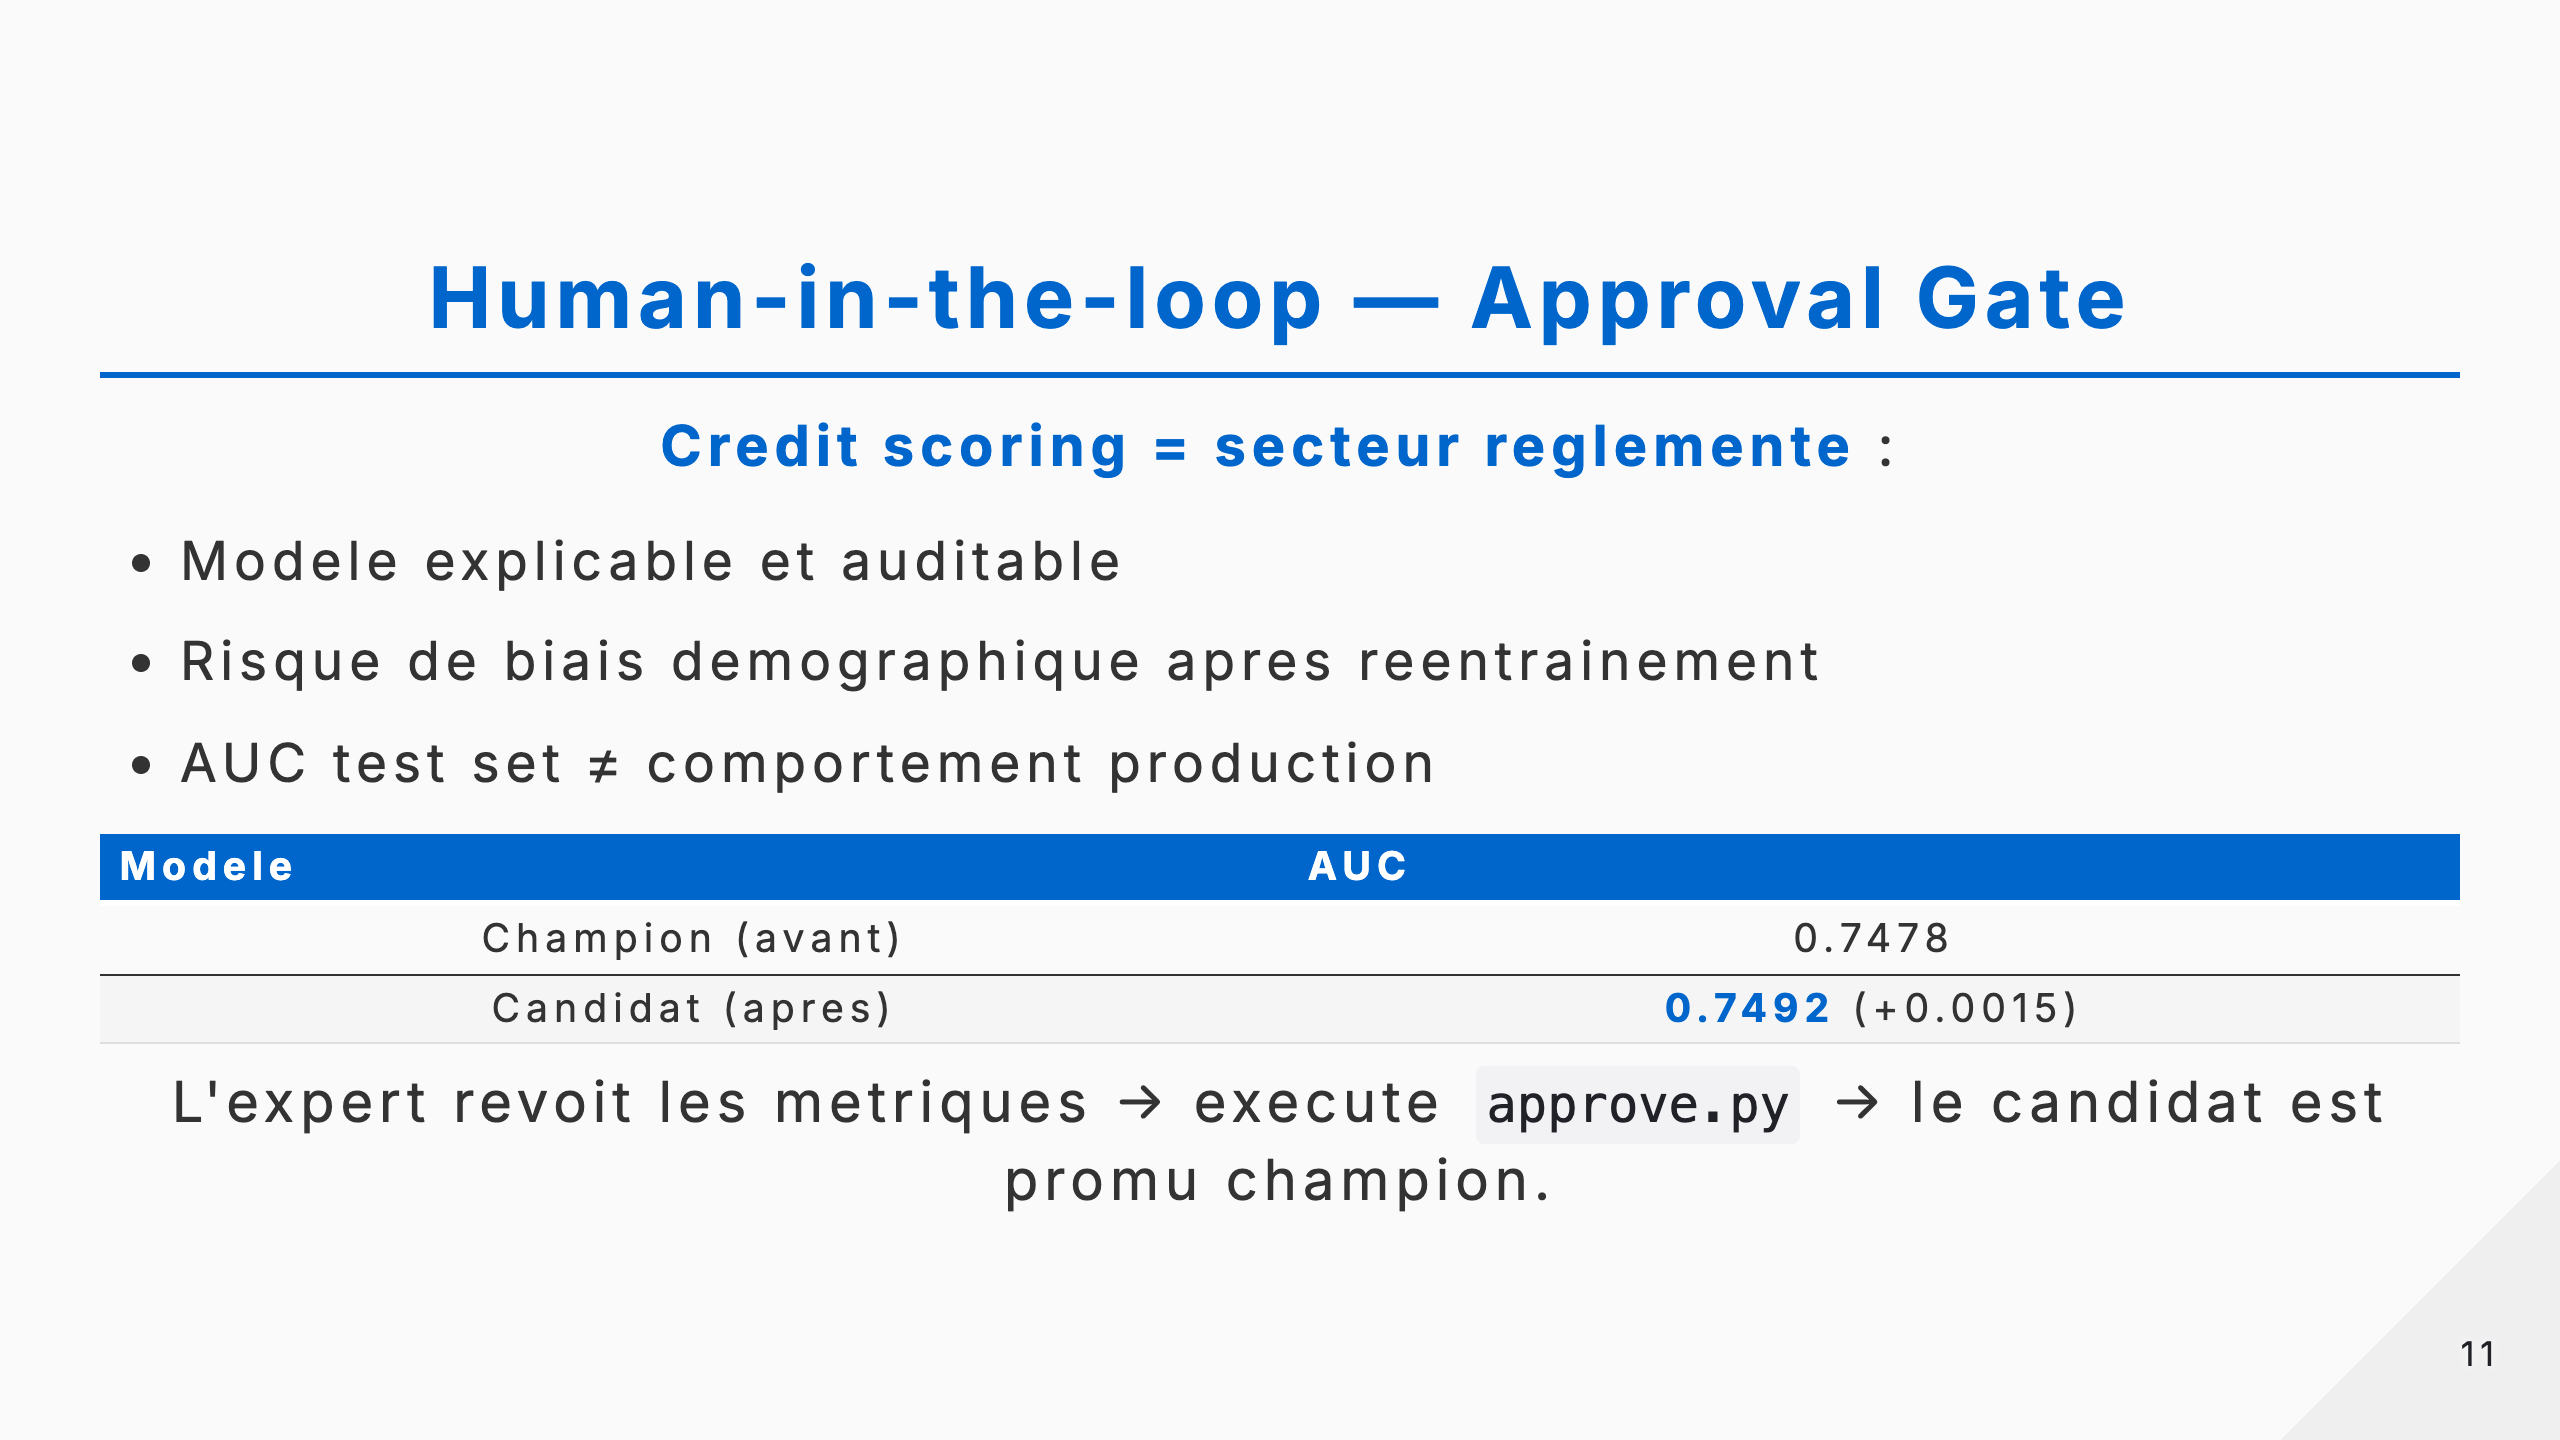 Human-in-the-loop — Approval Gate
Credit scoring = secteur reglemente :
• Modele explicable et auditable
• Risque de biais demographique apres reentrainement
• AUC test set ≠ comportement production
Modele AUC
Champion (avant) 0.7478
Candidat (apres) 0.7492 (+0.0015)
L'expert revoit les metriques → execute approve.py → le candidat est
promu champion.
11